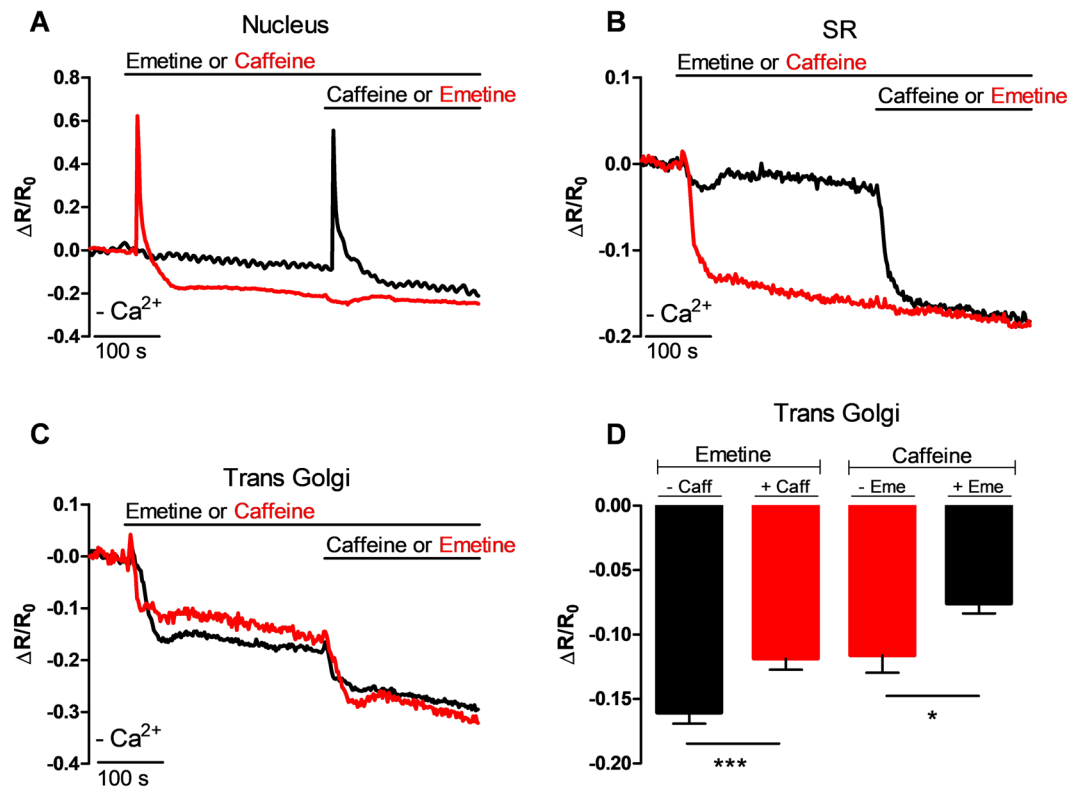 A
Nucleus
Emetine or Caffeine
Caffeine or Emetine
0.8
0.6
0.4
0.2
0.0
-0.2
-0.4
ΔR/R0
- Ca2+
100 s
B
SR
Emetine or Caffeine
Caffeine or Emetine
0.1
0.0
-0.1
-0.2
ΔR/R0
- Ca2+
100 s
C
Trans Golgi
Emetine or Caffeine
Caffeine or Emetine
0.1
-0.0
-0.1
-0.2
-0.3
-0.4
ΔR/R0
- Ca2+
100 s
D
Trans Golgi
Emetine Caffeine
- Caff + Caff - Eme + Eme
0.00
-0.05
-0.10
-0.15
-0.20
ΔR/R0
***
*